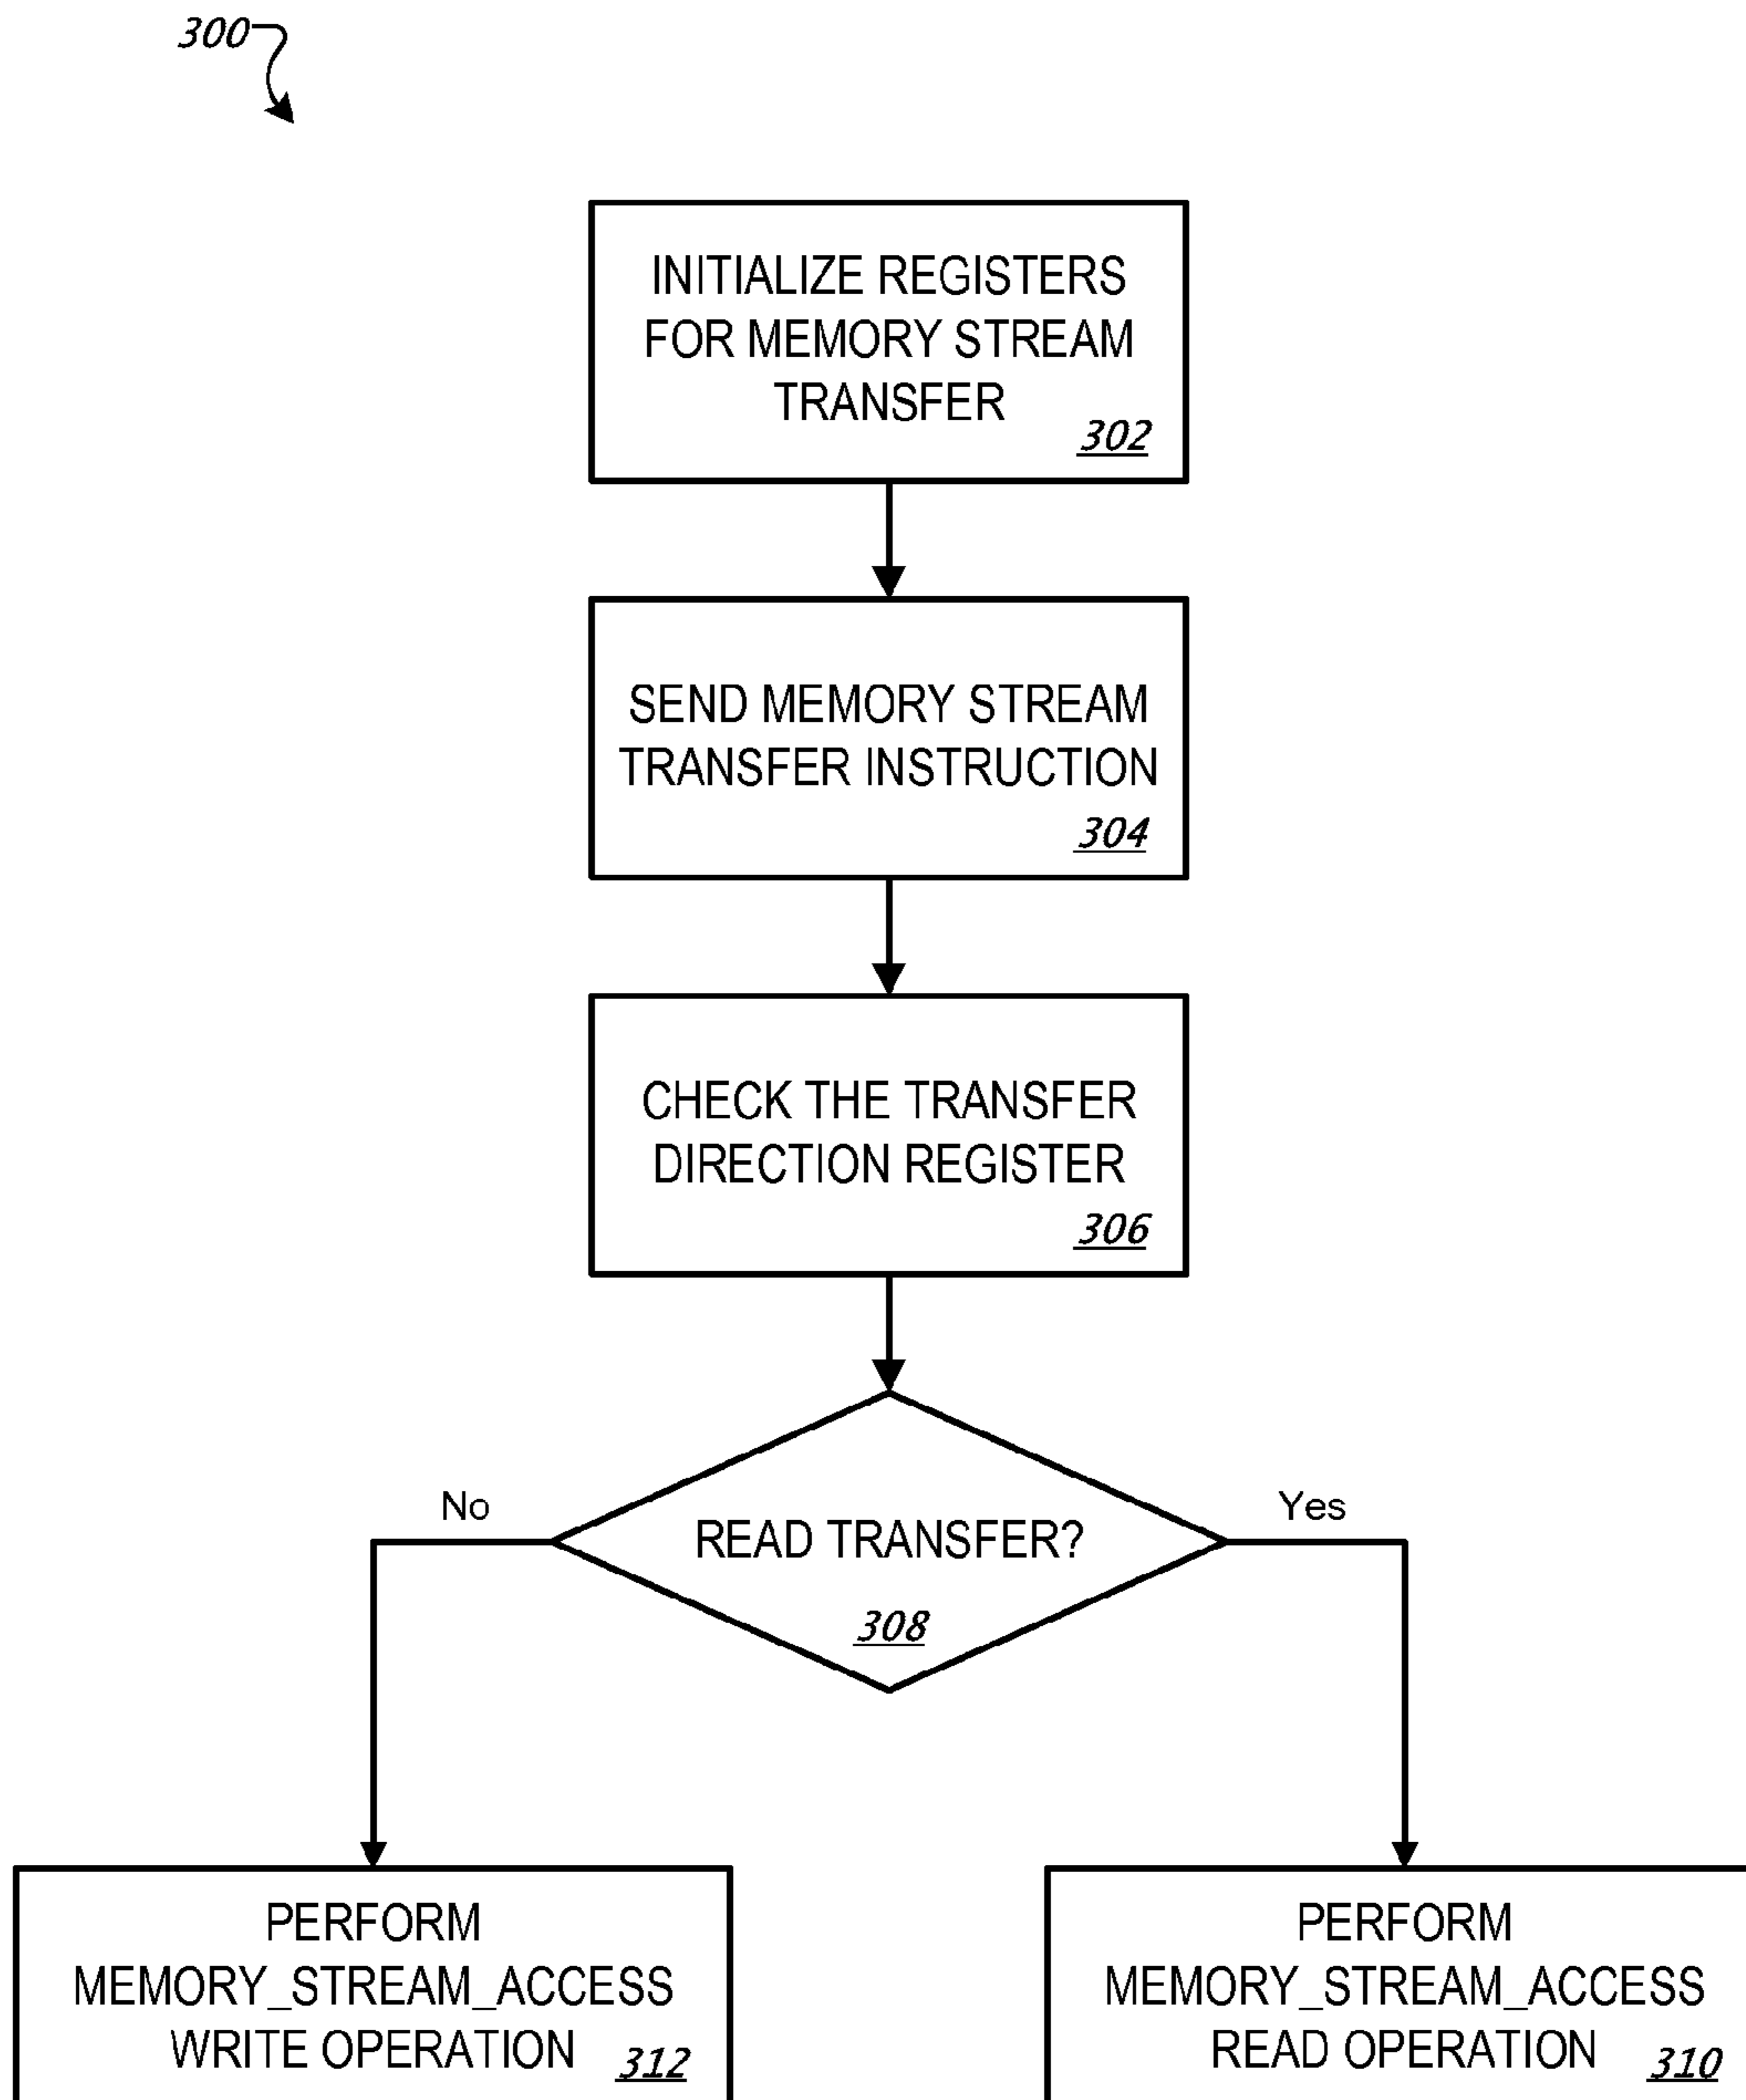 300
INITIALIZE REGISTERS
FOR MEMORY STREAM
TRANSFER
302
SEND MEMORY STREAM
TRANSFER INSTRUCTION
304
CHECK THE TRANSFER
DIRECTION REGISTER
306
No
READ TRANSFER?
Yes
308
PERFORM
MEMORY_STREAM_ACCESS
WRITE OPERATION
312
PERFORM
MEMORY_STREAM_ACCESS
READ OPERATION
310